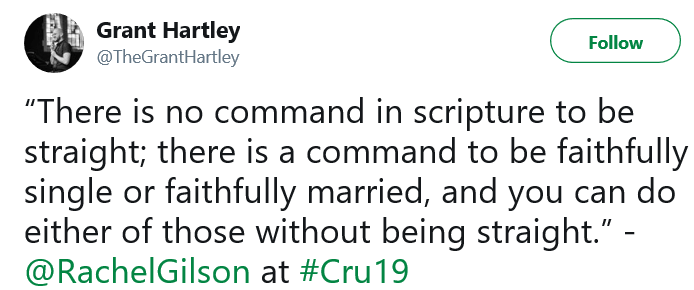 Grant Hartley
@TheGrantHartley
Follow
“There is no command in scripture to be
straight; there is a command to be faithfully
single or faithfully married, and you can do
either of those without being straight.” -
@RachelGilson at #Cru19